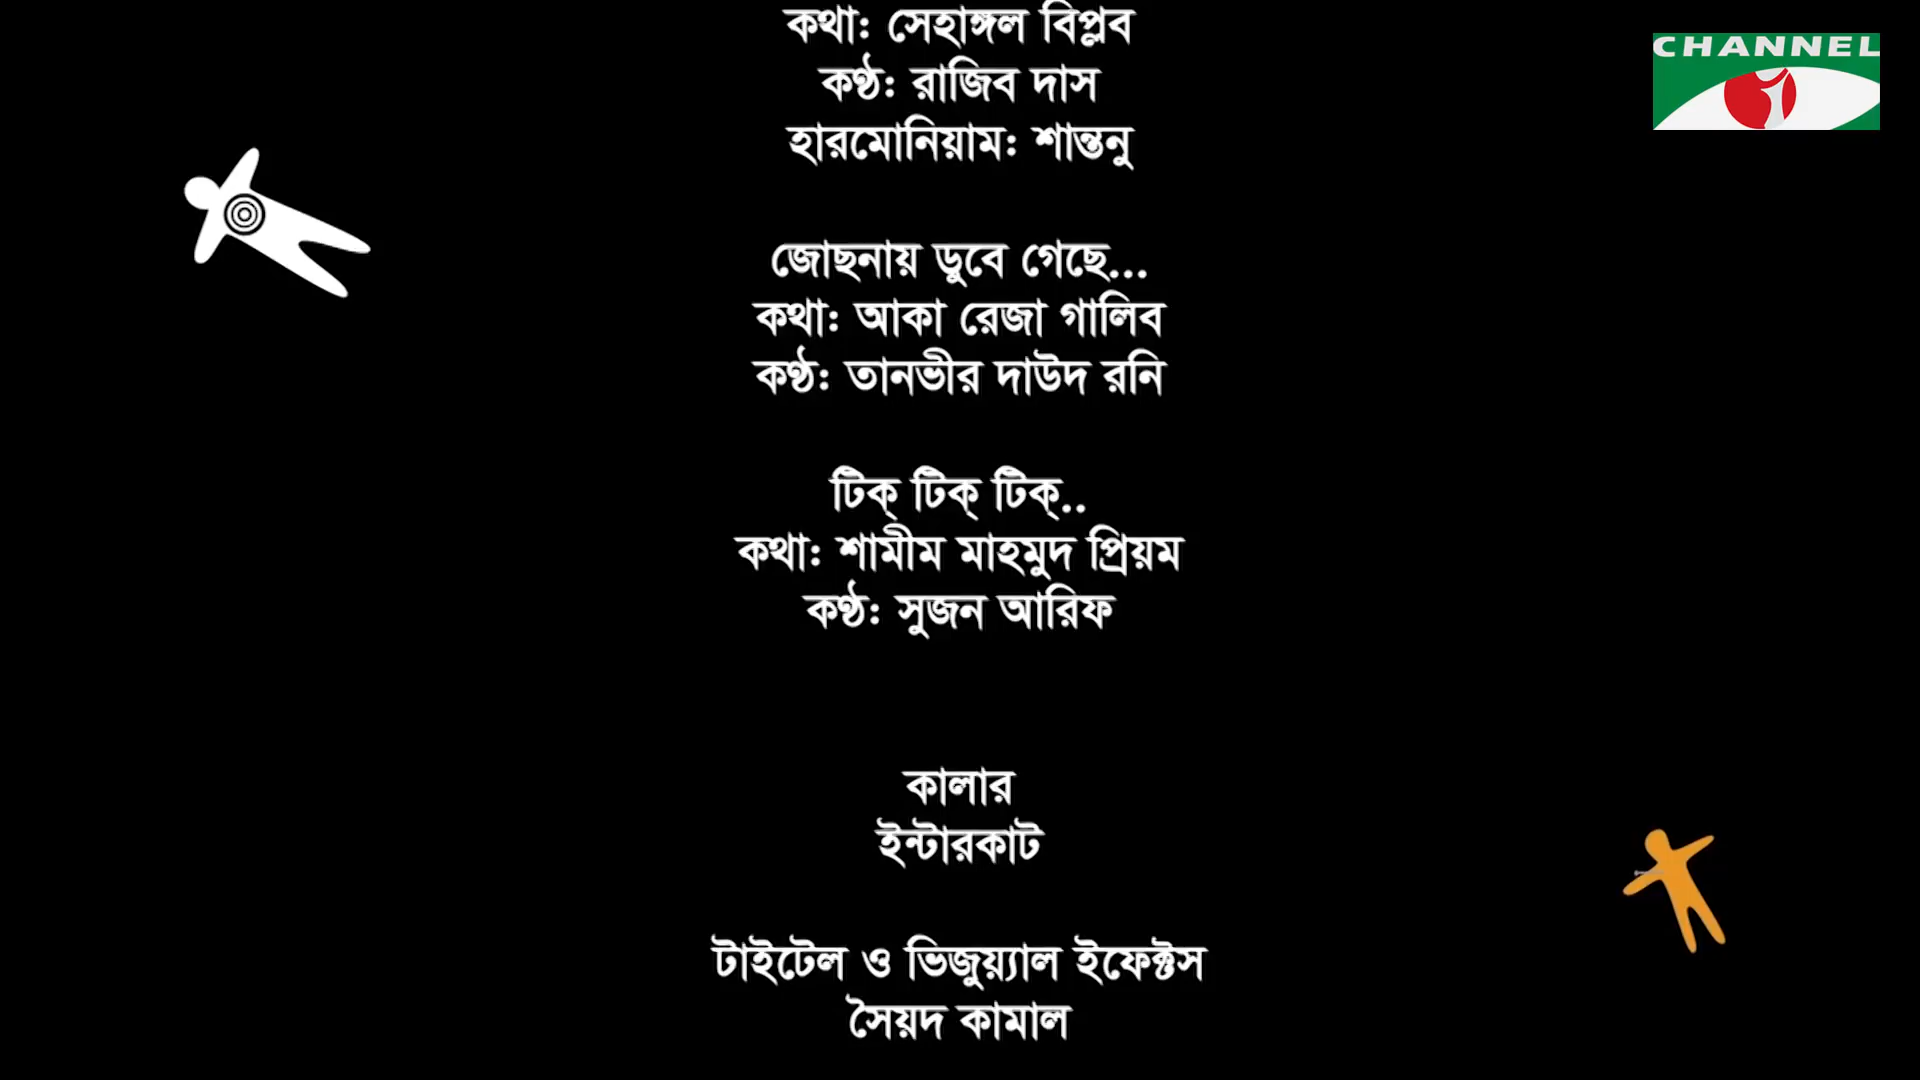 কথা: সেহাঙ্গল বিপ্লব
CHANNEL
i
কণ্ঠ: রাজিব দাস
হারমোনিয়াম: শান্তনু
জোছনায় ডুবে গেছে...
কথা: আকা রেজা গালিব
কণ্ঠ: তানভীর দাউদ রনি
টিক্ টিক্ টিক্..
কথা: শামীম মাহমুদ প্রিয়ম
কণ্ঠ: সুজন আরিফ
কালার
ইন্টারকাট
টাইটেল ও ভিজুয়্যাল ইফেক্টস
সৈয়দ কামাল